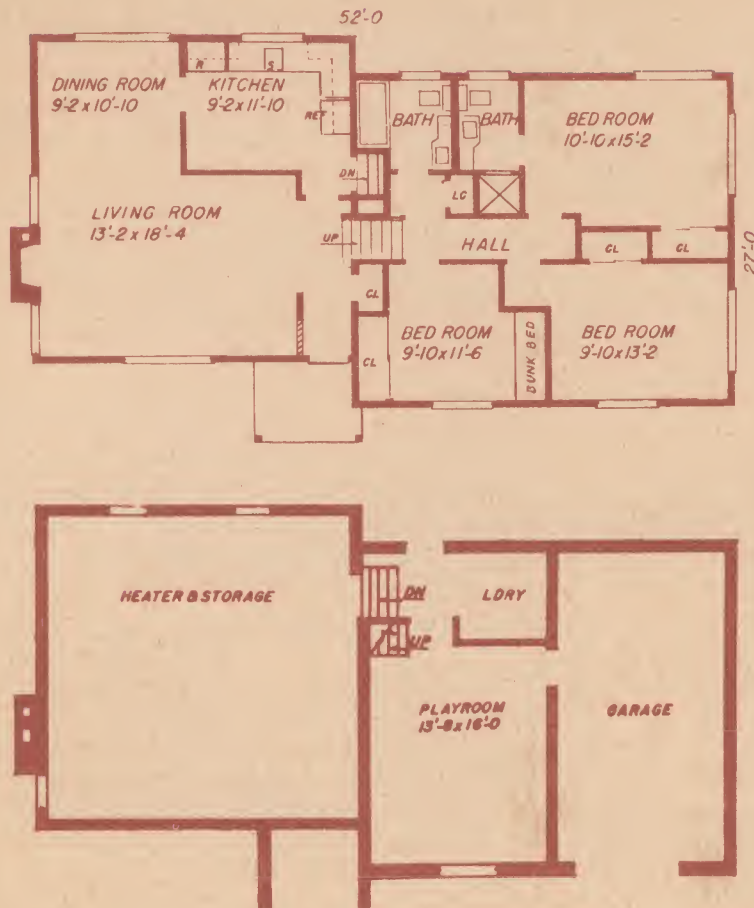 52'-0
DINING ROOM
9'-2 x 10'-10
R
S
KITCHEN
9'-2 x 11'-10
REF
BATH
BATH
BED ROOM
10'-10 x 15'-2
DN
LC
LIVING ROOM
13'-2 x 18'-4
UP
HALL
CL
CL
27'-0
CL
CL
BED ROOM
9'-10 x 11'-6
BUNK BED
BED ROOM
9'-10 x 13'-2
HEATER & STORAGE
DN
LDRY
UP
PLAYROOM
13'-8 x 16'-0
GARAGE